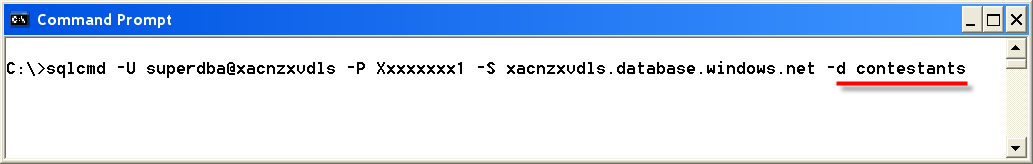 Command Prompt
C:\>sqlcmd -U superdba@xacnzxvdls -P Xxxxxxxx1 -S xacnzxvdls.database.windows.net -d contestants